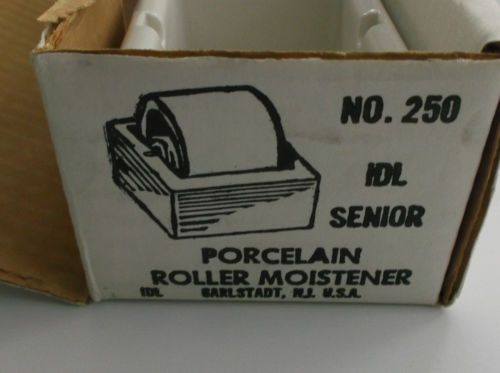 NO. 250
IDL
SENIOR
PORCELAIN
ROLLER MOISTENER
IDL CARLSTADT, N.J. U.S.A.